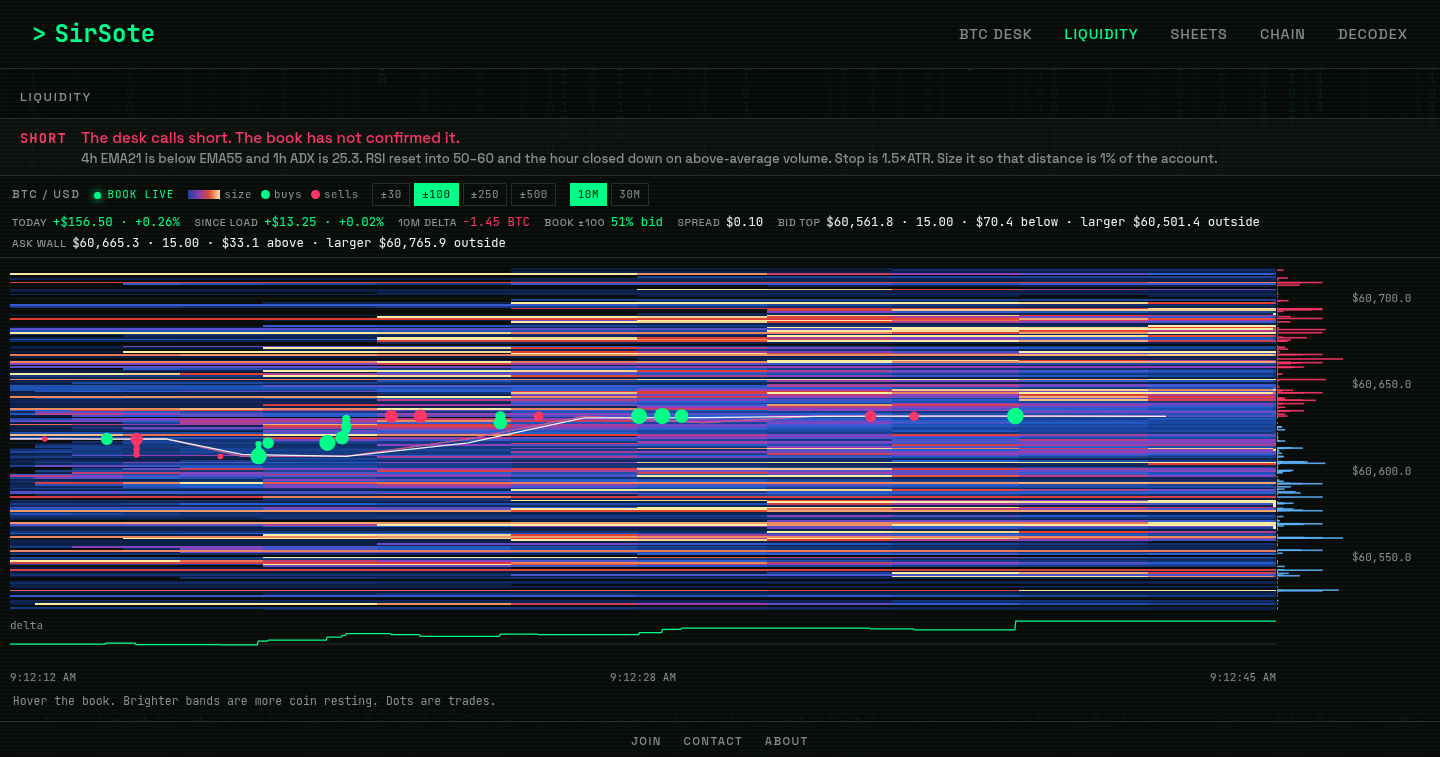 > SirSote
BTC DESK LIQUIDITY SHEETS CHAIN DECODEX
LIQUIDITY
SHORT The desk calls short. The book has not confirmed it.
4h EMA21 is below EMA55 and 1h ADX is 25.3. RSI reset into 50–60 and the hour closed down on above-average volume. Stop is 1.5×ATR. Size it so that distance is 1% of the account.
BTC / USD BOOK LIVE size buys sells ±30 ±100 ±250 ±500 10M 30M
TODAY +$156.50 · +0.26% SINCE LOAD +$13.25 · +0.02% 10M DELTA -1.45 BTC BOOK ±100 51% bid SPREAD $0.10 BID TOP $60,561.8 · 15.00 · $70.4 below · larger $60,501.4 outside
ASK WALL $60,665.3 · 15.00 · $33.1 above · larger $60,765.9 outside
$60,700.0
$60,650.0
$60,600.0
$60,550.0
delta
9:12:12 AM 9:12:28 AM 9:12:45 AM
Hover the book. Brighter bands are more coin resting. Dots are trades.
JOIN CONTACT ABOUT